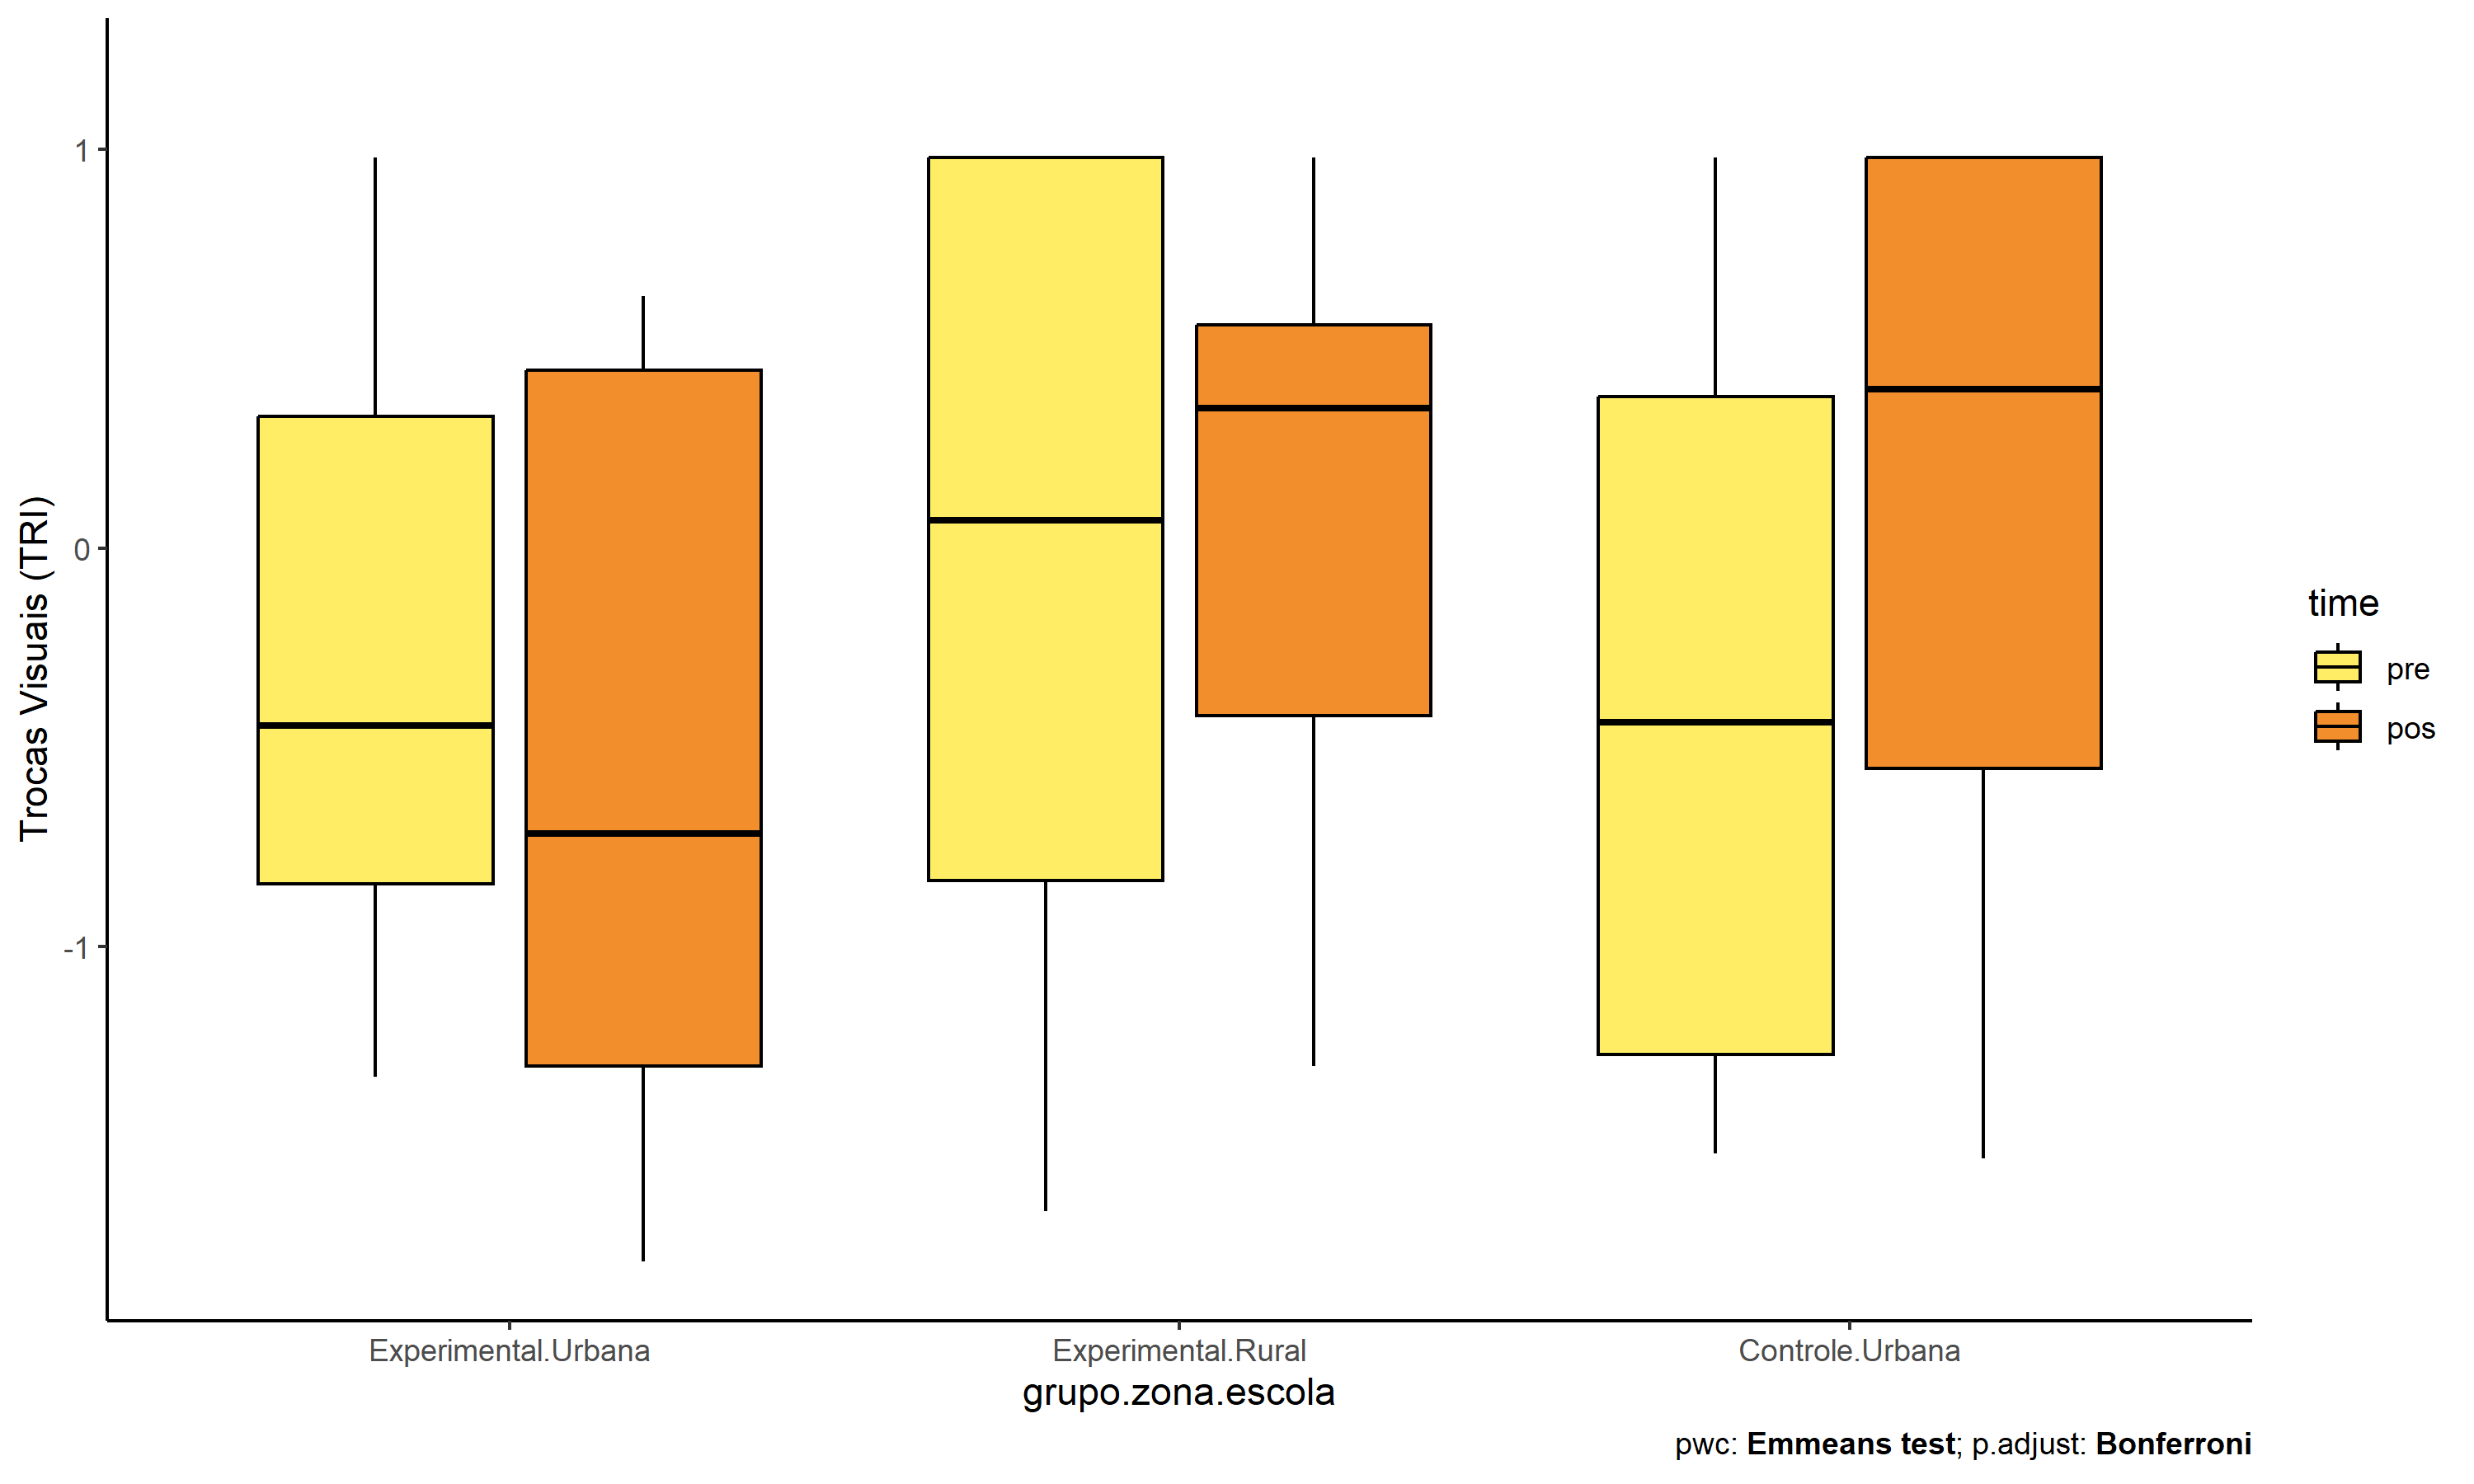 Trocas Visuais (TRI)
1
0
-1
Experimental.Urbana
Experimental.Rural
Controle.Urbana
grupo.zona.escola
time
pre
pos
pwc: Emmeans test; p.adjust: Bonferroni